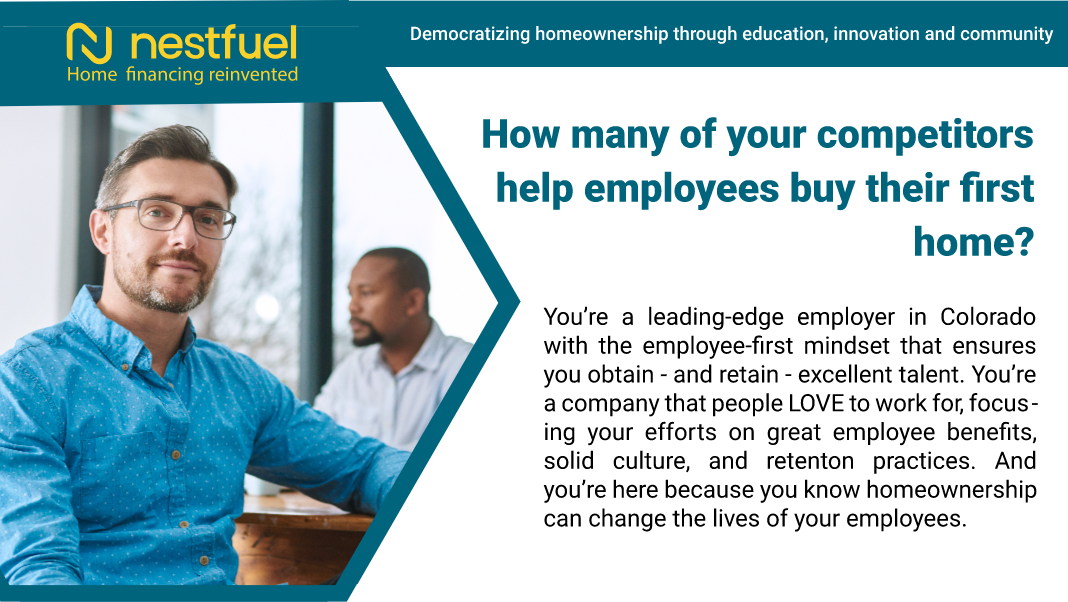 nestfuel
Home financing reinvented
Democratizing homeownership through education, innovation and community
How many of your competitors
help employees buy their first
home?
You’re a leading-edge employer in Colorado
with the employee-first mindset that ensures
you obtain - and retain - excellent talent. You’re
a company that people LOVE to work for, focus-
ing your efforts on great employee benefits,
solid culture, and retenton practices. And
you’re here because you know homeownership
can change the lives of your employees.